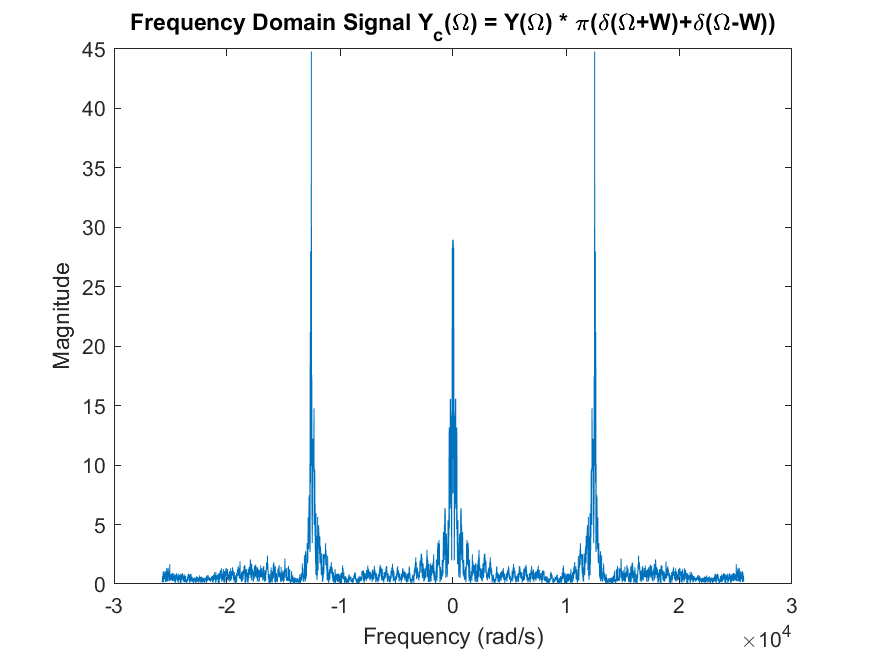 Frequency Domain Signal Y_c(Ω) = Y(Ω) * π(δ(Ω+W)+δ(Ω-W))
45
40
35
30
25
20
15
10
5
0
Magnitude
-3 -2 -1 0 1 2 3
Frequency (rad/s)
×10^4